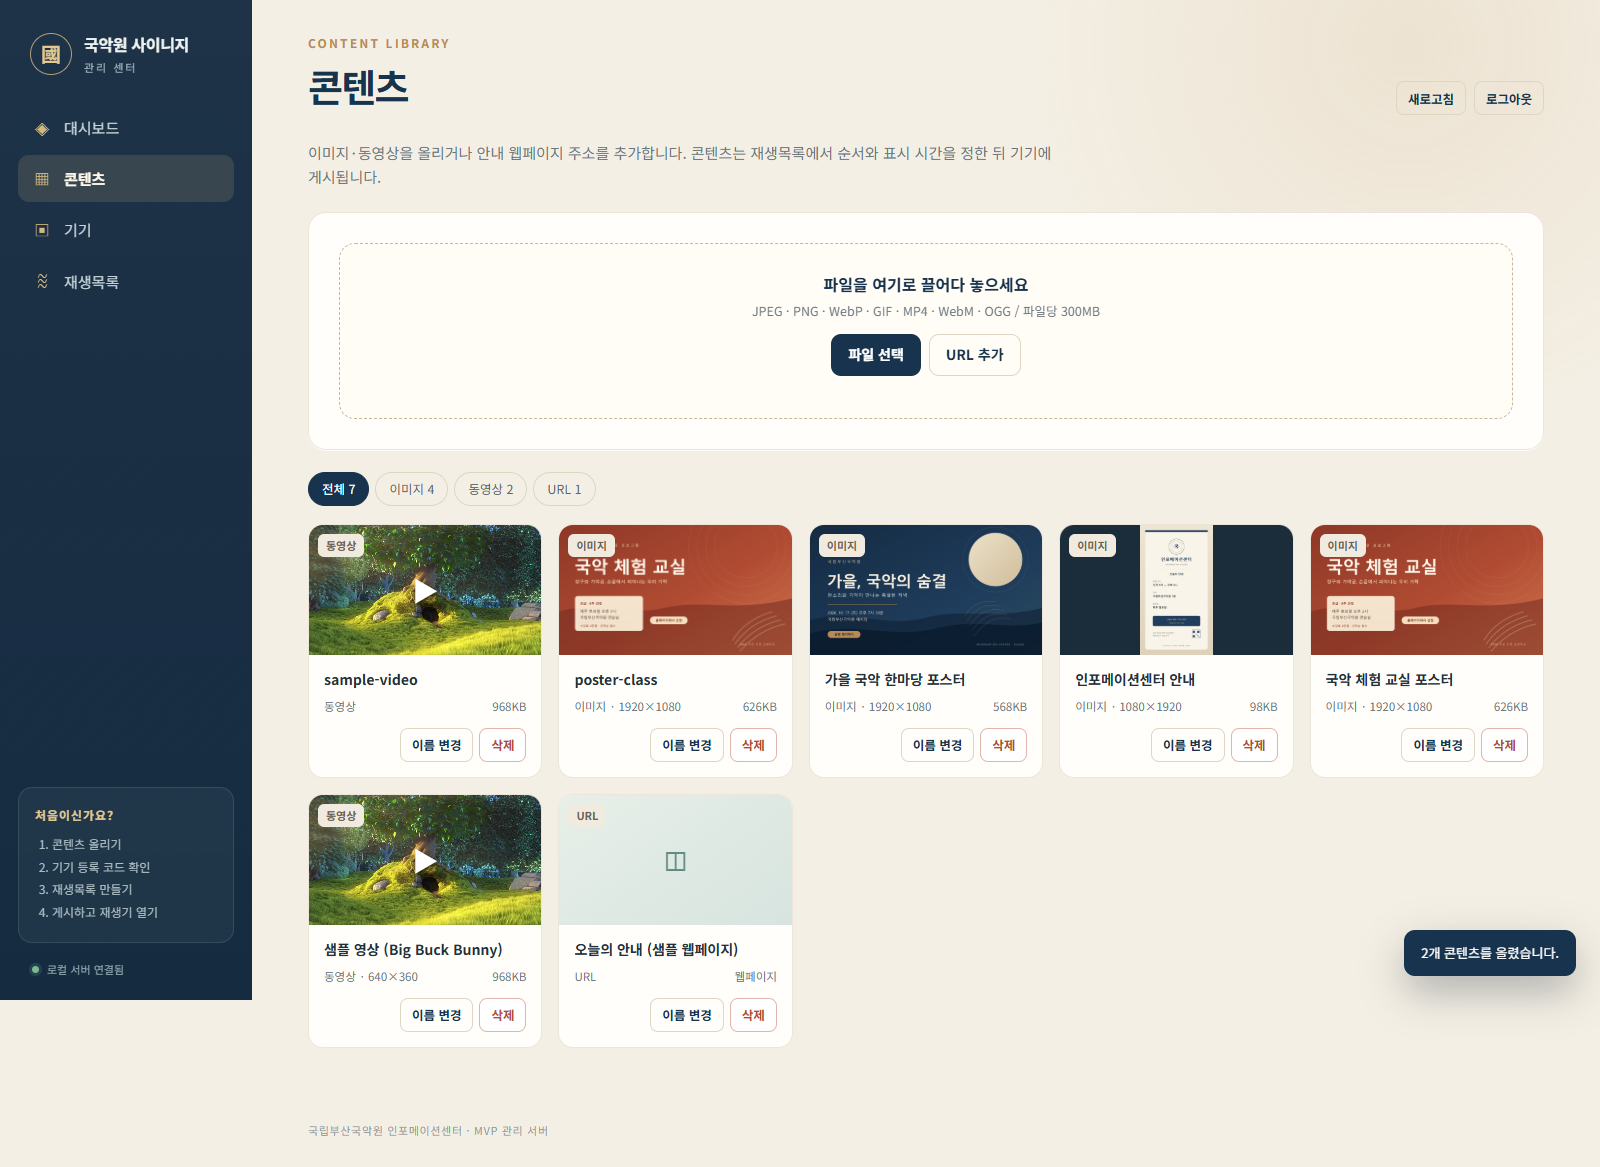 國
국악원 사이니지
관리 센터
대시보드
콘텐츠
기기
재생목록
처음이신가요?
1. 콘텐츠 올리기
2. 기기 등록 코드 확인
3. 재생목록 만들기
4. 게시하고 재생기 열기
로컬 서버 연결됨
CONTENT LIBRARY
콘텐츠
새로고침
로그아웃
이미지·동영상을 올리거나 안내 웹페이지 주소를 추가합니다. 콘텐츠는 재생목록에서 순서와 표시 시간을 정한 뒤 기기에
게시됩니다.
파일을 여기로 끌어다 놓으세요
JPEG · PNG · WebP · GIF · MP4 · WebM · OGG / 파일당 300MB
파일 선택
URL 추가
전체 7
이미지 4
동영상 2
URL 1
동영상
sample-video
동영상
968KB
이름 변경
삭제
이미지
국악 체험 교실
poster-class
이미지 · 1920×1080
626KB
이름 변경
삭제
이미지
가을, 국악의 숨결
가을 국악 한마당 포스터
이미지 · 1920×1080
568KB
이름 변경
삭제
이미지
인포메이션센터
인포메이션센터 안내
이미지 · 1080×1920
98KB
이름 변경
삭제
이미지
국악 체험 교실
국악 체험 교실 포스터
이미지 · 1920×1080
626KB
이름 변경
삭제
동영상
샘플 영상 (Big Buck Bunny)
동영상 · 640×360
968KB
이름 변경
삭제
URL
오늘의 안내 (샘플 웹페이지)
URL
웹페이지
이름 변경
삭제
2개 콘텐츠를 올렸습니다.
국립부산국악원 인포메이션센터 · MVP 관리 서버